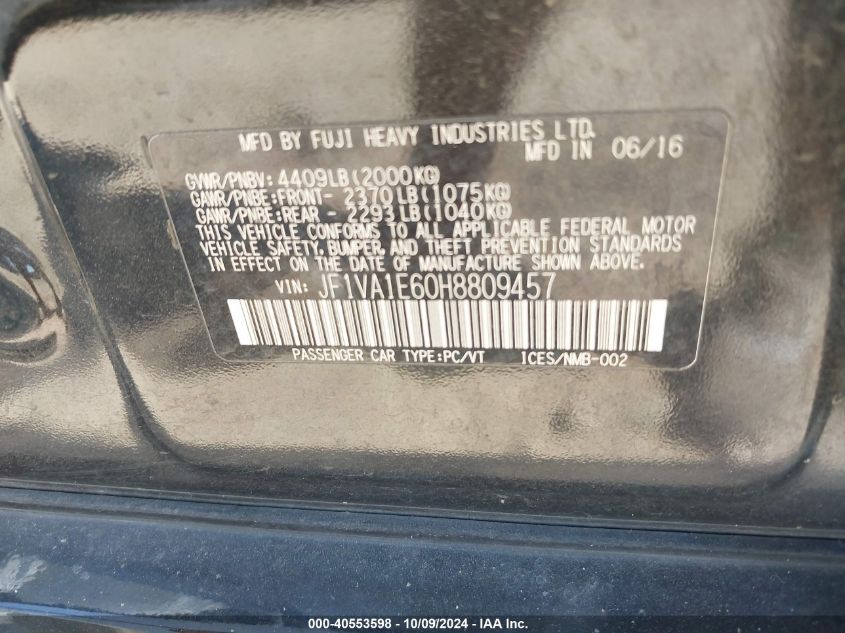 MFD BY FUJI HEAVY INDUSTRIES LTD.
MFD IN 06/16
GVWR/PNBV: 4409LB(2000KG)
GAWR/PNBE:FRONT- 2370LB(1075KG)
GAWR/PNBE:REAR - 2293LB(1040KG)
THIS VEHICLE CONFORMS TO ALL APPLICABLE FEDERAL MOTOR
VEHICLE SAFETY, BUMPER, AND THEFT PREVENTION STANDARDS
IN EFFECT ON THE DATE OF MANUFACTURE SHOWN ABOVE.
VIN: JF1VA1E60H8809457
PASSENGER CAR TYPE:PC/VT ICES/NMB-002
000-40553598 - 10/09/2024 - IAA Inc.